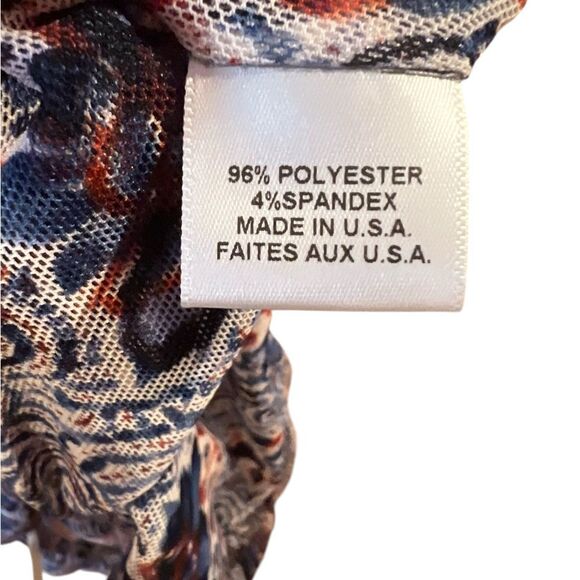 96% POLYESTER
4%SPANDEX
MADE IN U.S.A.
FAITES AUX U.S.A.